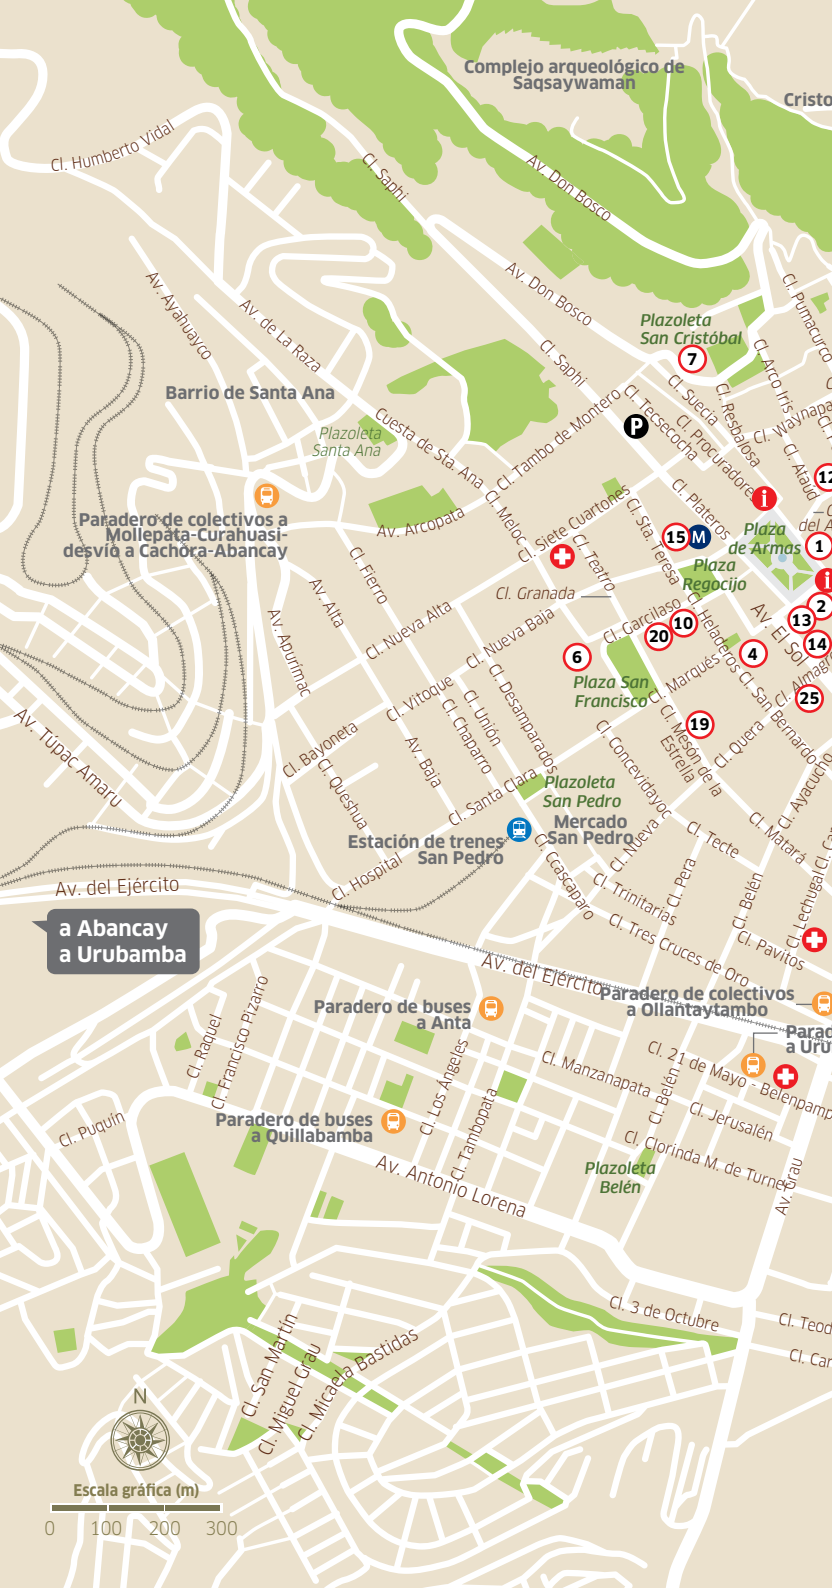 Complejo arqueológico de
Saqsaywaman
Cristo
Cl. Humberto Vidal
Cl. Saphi
Av. Don Bosco
Av. Don Bosco
Av. Ayahuayco
Av. de La Raza
Cl. Saphi
Plazoleta
San Cristóbal
7
Cl. Pumacurco
Cl. Arco Iris
Cl. Suecia
Cl. Resbalosa
Cl. Tecsecocha
Cl. Procuradores
Cl. Waynapa
Cl. Ataud
Barrio de Santa Ana
Plazoleta
Santa Ana
Cuesta de Sta. Ana
Cl. Tambo de Montero
P
12
Cl. Meloc
Cl. Siete Cuartones
Cl. Plateros
i
Paradero de colectivos a
Mollepata-Curahuasi-
desvío a Cachora-Abancay
Av. Arcopata
Cl. Sta. Teresa
15
M
Plaza
de Armas
del A
1
Cl. Fierro
Cl. Teatro
Plaza
Regocijo
i
Cl. Granada
Av. Alta
Av. Apurímac
Cl. Nueva Alta
Cl. Nueva Baja
Cl. Garcilaso
10
20
Cl. Heladeros
Av. El Sol
2
13
14
4
6
Plaza San
Francisco
Cl. Marqués
Cl. San Bernardo
Cl. Almagro
25
Cl. Vitoque
Cl. Unión
Cl. Desamparados
Cl. Chaparro
19
Cl. Mesón de la
Estrella
Cl. Quera
Av. Túpac Amaru
Cl. Bayoneta
Cl. Queshua
Av. Baja
Cl. Concevidayoc
Cl. Ayacucho
Cl. Santa Clara
Plazoleta
San Pedro
Mercado
San Pedro
Estación de trenes
San Pedro
Cl. Nueva
Cl. Tecte
Cl. Matará
Cl. Hospital
Cl. Ccascaparo
Cl. Trinitarias
Cl. Pera
Cl. Belén
Cl. Lechugal
Av. del Ejército
a Abancay
a Urubamba
Cl. Tres Cruces de Oro
Cl. Pavitos
Av. del Ejército
Paradero de colectivos
a Ollantaytambo
Parad
a Uru
Paradero de buses
a Anta
Cl. Raquel
Cl. Francisco Pizarro
Cl. Los Ángeles
Cl. Tambopata
Cl. Manzanapata
Cl. 21 de Mayo - Belenpamp
Cl. Belén
Cl. Jerusalén
Cl. Puquín
Paradero de buses
a Quillabamba
Cl. Clorinda M. de Turner
Plazoleta
Belén
Av. Grau
Av. Antonio Lorena
Cl. 3 de Octubre
Cl. Teod
Cl. Car
Cl. San Martín
Cl. Miguel Grau
Cl. Micaela Bastidas
N
Escala gráfica (m)
0 100 200 300